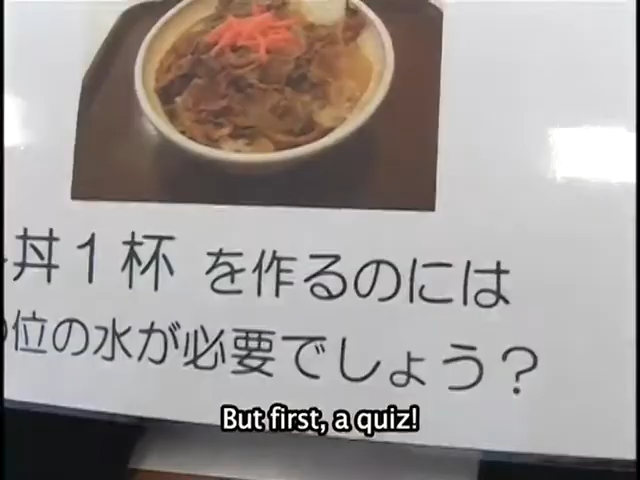 丼1杯 を作るのには
位の水が必要でしょう?
But first, a quiz!